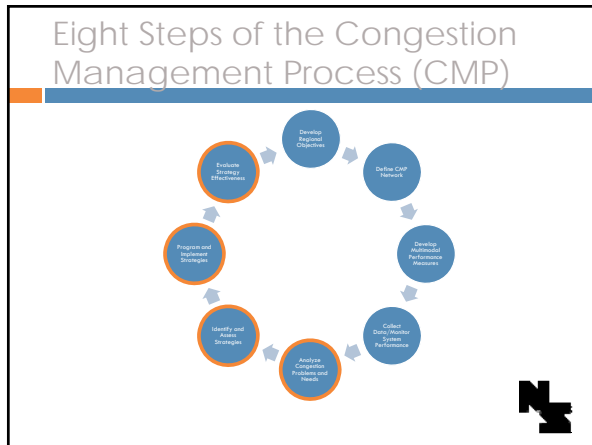 Eight Steps of the Congestion
Management Process (CMP)
Develop
Regional
Objectives
Define CMP
Network
Develop
Multimodal
Performance
Measures
Collect
Data/Monitor
System
Performance
Analyze
Congestion
Problems and
Needs
Identify and
Assess
Strategies
Program and
Implement
Strategies
Evaluate
Strategy
Effectiveness